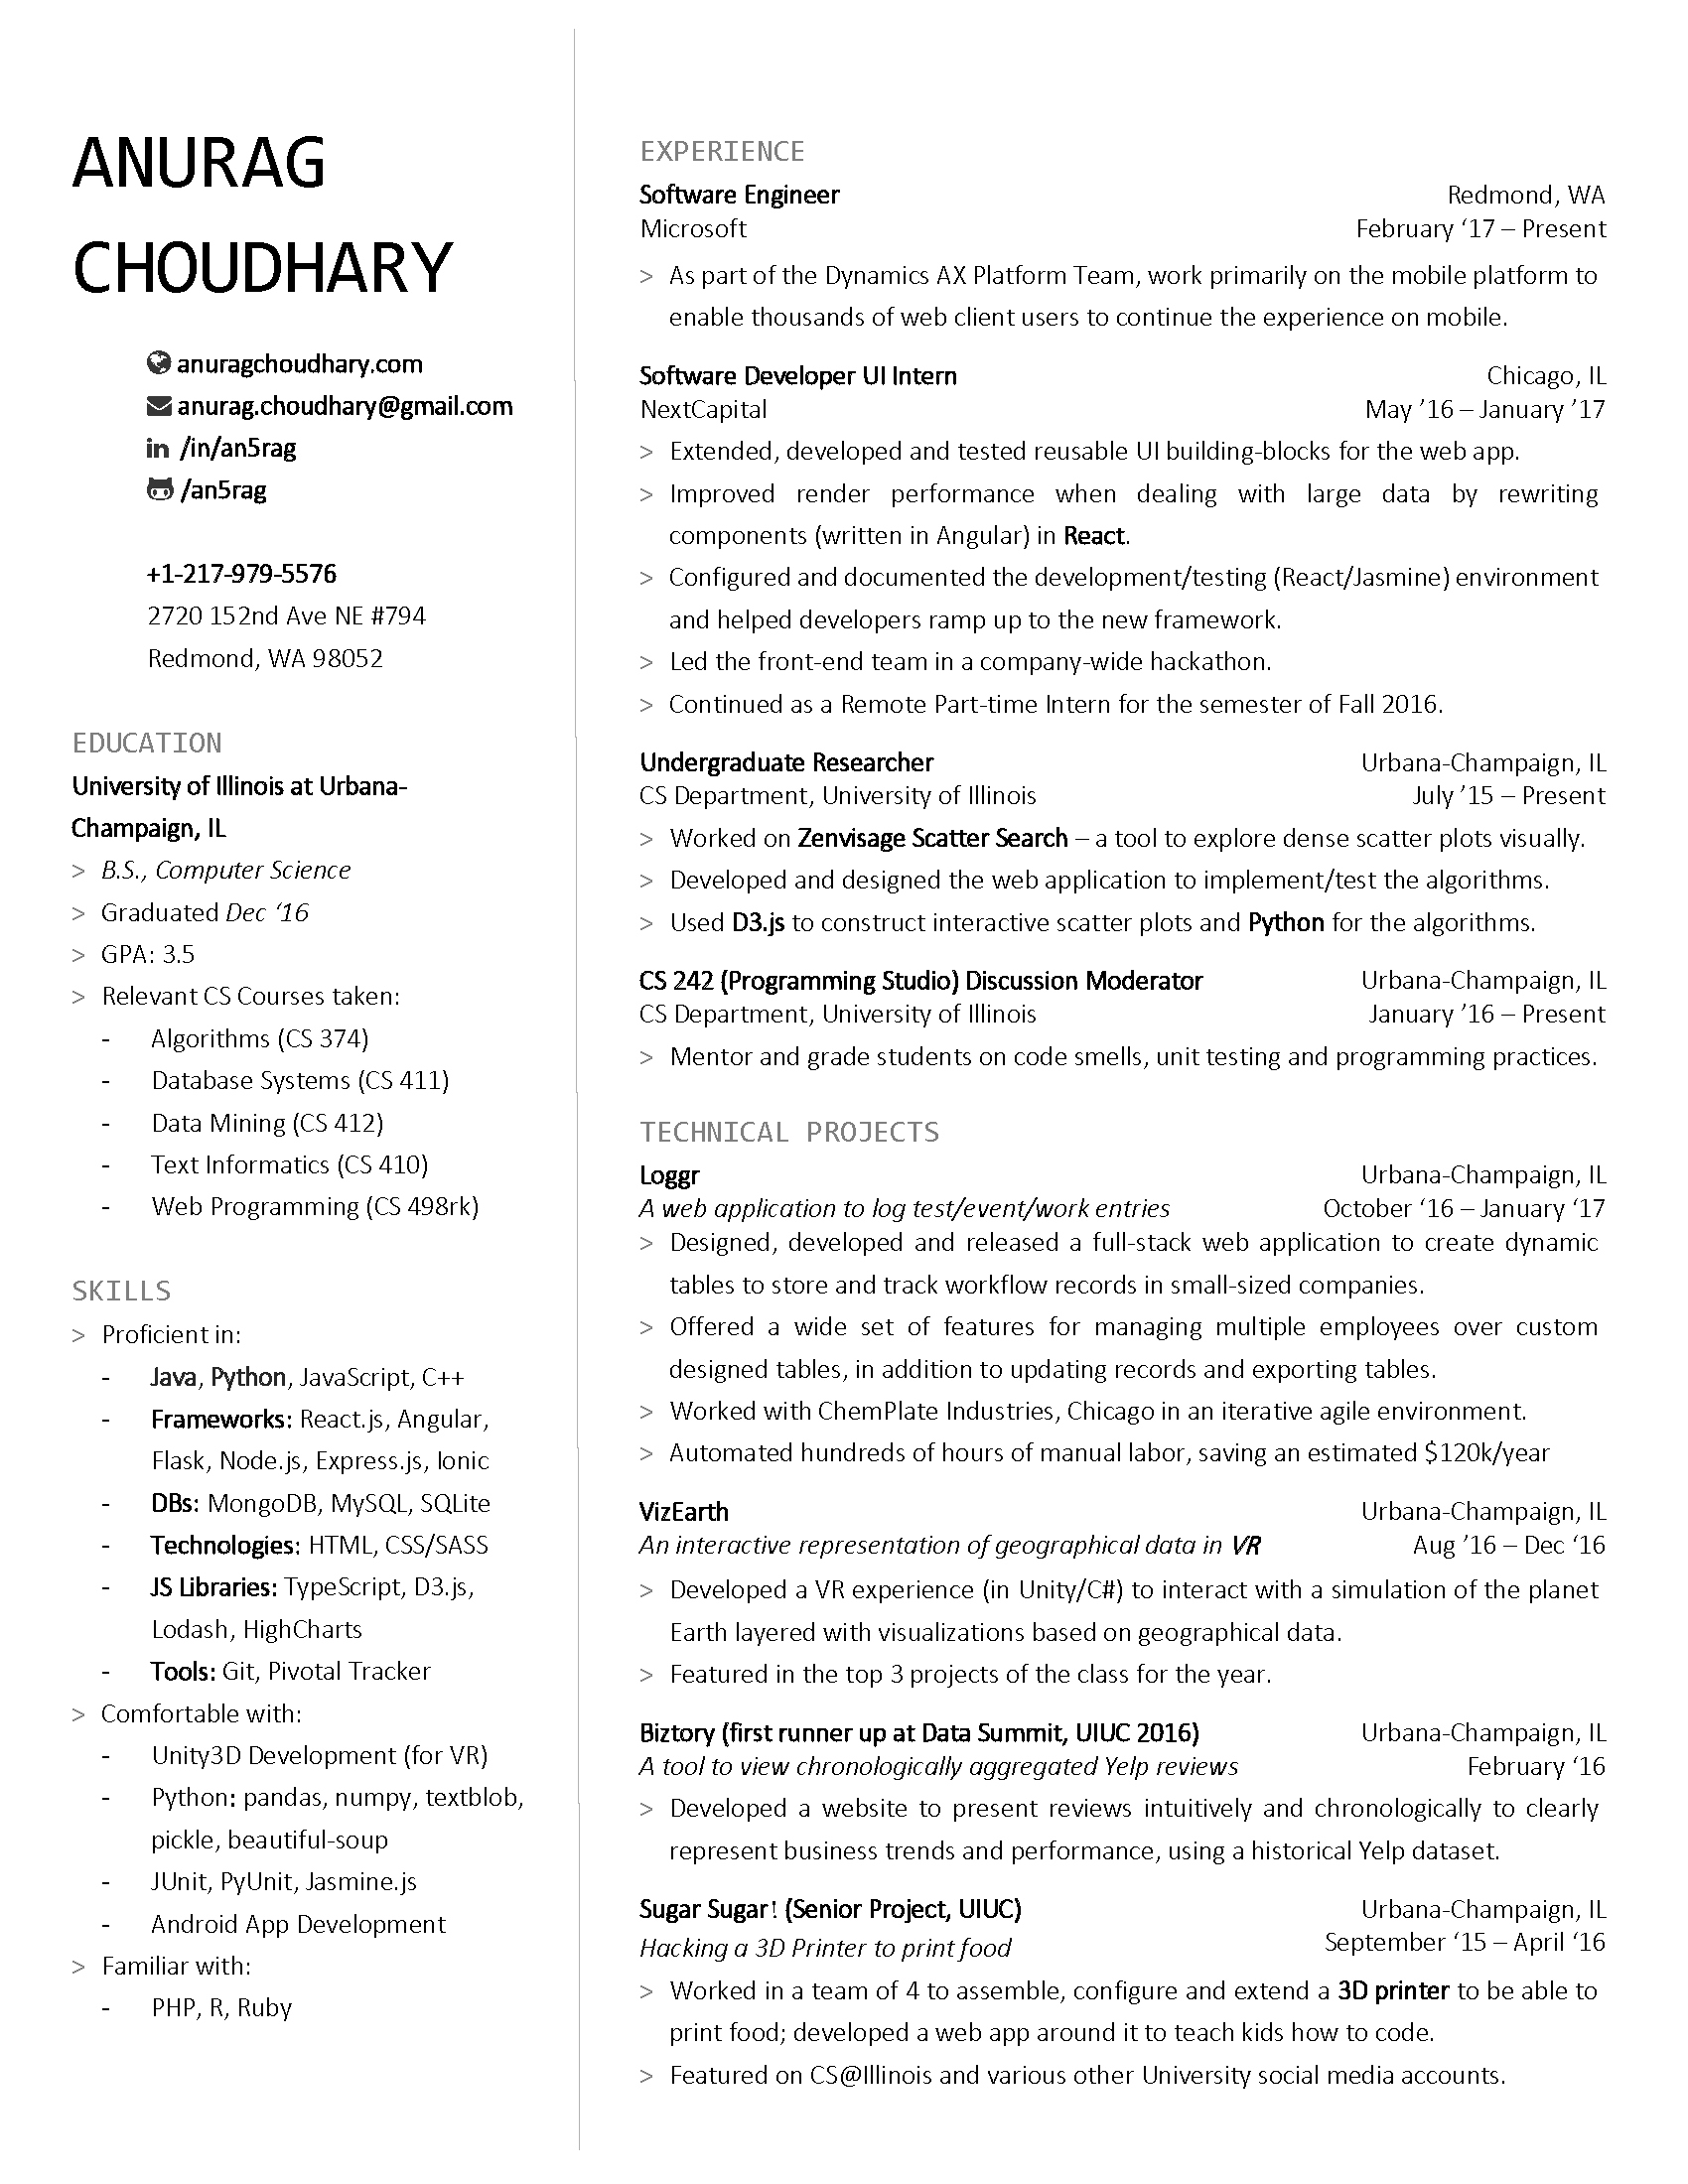 ANURAG
CHOUDHARY
anuragchoudhary.com
anurag.choudhary@gmail.com
in /in/an5rag
/an5rag
+1-217-979-5576
2720 152nd Ave NE #794
Redmond, WA 98052
EDUCATION
University of Illinois at Urbana-
Champaign, IL
> B.S., Computer Science
> Graduated Dec ‘16
> GPA: 3.5
> Relevant CS Courses taken:
- Algorithms (CS 374)
- Database Systems (CS 411)
- Data Mining (CS 412)
- Text Informatics (CS 410)
- Web Programming (CS 498rk)
SKILLS
> Proficient in:
- Java, Python, JavaScript, C++
- Frameworks: React.js, Angular,
Flask, Node.js, Express.js, Ionic
- DBs: MongoDB, MySQL, SQLite
- Technologies: HTML, CSS/SASS
- JS Libraries: TypeScript, D3.js,
Lodash, HighCharts
- Tools: Git, Pivotal Tracker
> Comfortable with:
- Unity3D Development (for VR)
- Python: pandas, numpy, textblob,
pickle, beautiful-soup
- JUnit, PyUnit, Jasmine.js
- Android App Development
> Familiar with:
- PHP, R, Ruby
EXPERIENCE
Software Engineer Redmond, WA
Microsoft February ‘17 – Present
> As part of the Dynamics AX Platform Team, work primarily on the mobile platform to
enable thousands of web client users to continue the experience on mobile.
Software Developer UI Intern Chicago, IL
NextCapital May ’16 – January ’17
> Extended, developed and tested reusable UI building-blocks for the web app.
> Improved render performance when dealing with large data by rewriting
components (written in Angular) in React.
> Configured and documented the development/testing (React/Jasmine) environment
and helped developers ramp up to the new framework.
> Led the front-end team in a company-wide hackathon.
> Continued as a Remote Part-time Intern for the semester of Fall 2016.
Undergraduate Researcher Urbana-Champaign, IL
CS Department, University of Illinois July ’15 – Present
> Worked on Zenvisage Scatter Search – a tool to explore dense scatter plots visually.
> Developed and designed the web application to implement/test the algorithms.
> Used D3.js to construct interactive scatter plots and Python for the algorithms.
CS 242 (Programming Studio) Discussion Moderator Urbana-Champaign, IL
CS Department, University of Illinois January ’16 – Present
> Mentor and grade students on code smells, unit testing and programming practices.
TECHNICAL PROJECTS
Loggr Urbana-Champaign, IL
A web application to log test/event/work entries October ‘16 – January ‘17
> Designed, developed and released a full-stack web application to create dynamic
tables to store and track workflow records in small-sized companies.
> Offered a wide set of features for managing multiple employees over custom
designed tables, in addition to updating records and exporting tables.
> Worked with ChemPlate Industries, Chicago in an iterative agile environment.
> Automated hundreds of hours of manual labor, saving an estimated $120k/year
VizEarth Urbana-Champaign, IL
An interactive representation of geographical data in VR Aug ’16 – Dec ‘16
> Developed a VR experience (in Unity/C#) to interact with a simulation of the planet
Earth layered with visualizations based on geographical data.
> Featured in the top 3 projects of the class for the year.
Biztory (first runner up at Data Summit, UIUC 2016) Urbana-Champaign, IL
A tool to view chronologically aggregated Yelp reviews February ‘16
> Developed a website to present reviews intuitively and chronologically to clearly
represent business trends and performance, using a historical Yelp dataset.
Sugar Sugar! (Senior Project, UIUC) Urbana-Champaign, IL
Hacking a 3D Printer to print food September ‘15 – April ‘16
> Worked in a team of 4 to assemble, configure and extend a 3D printer to be able to
print food; developed a web app around it to teach kids how to code.
> Featured on CS@Illinois and various other University social media accounts.